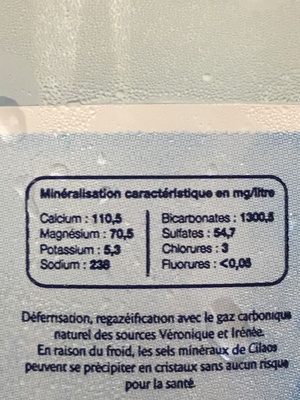 Minéralisation caractéristique en mg/litre
Calcium : 110,5
Magnésium : 70,5
Potassium : 5,3
Sodium : 238
Bicarbonates : 1300,5
Sulfates : 54,7
Chlorures : 3
Fluorures : <0,05
Déferrisation, regazéification avec le gaz carbonique
naturel des sources Véronique et Irénée.
En raison du froid, les sels minéraux de Cilaos
peuvent se précipiter en cristaux sans aucun risque
pour la santé.